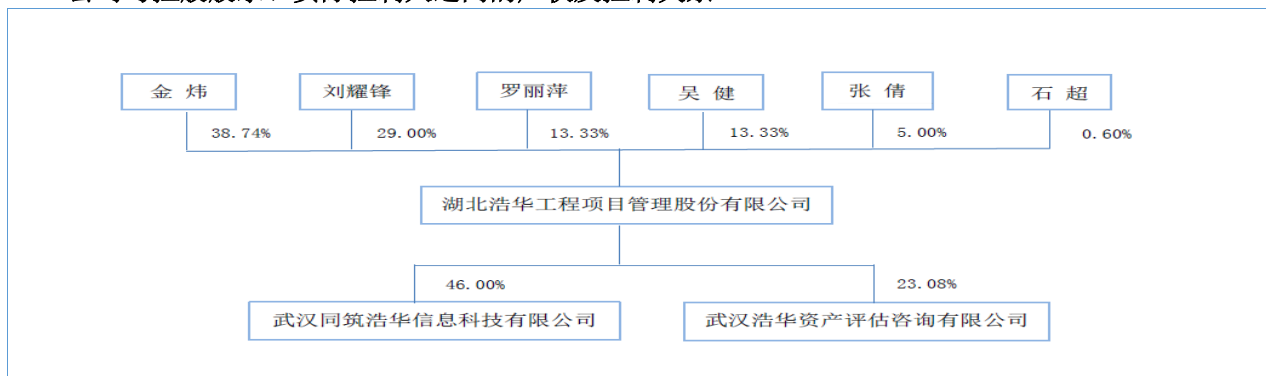 金 炜
刘耀锋
罗丽萍
吴 健
张 倩
石 超
38.74%
29.00%
13.33%
13.33%
5.00%
0.60%
湖北浩华工程项目管理股份有限公司
46.00%
23.08%
武汉同筑浩华信息科技有限公司
武汉浩华资产评估咨询有限公司